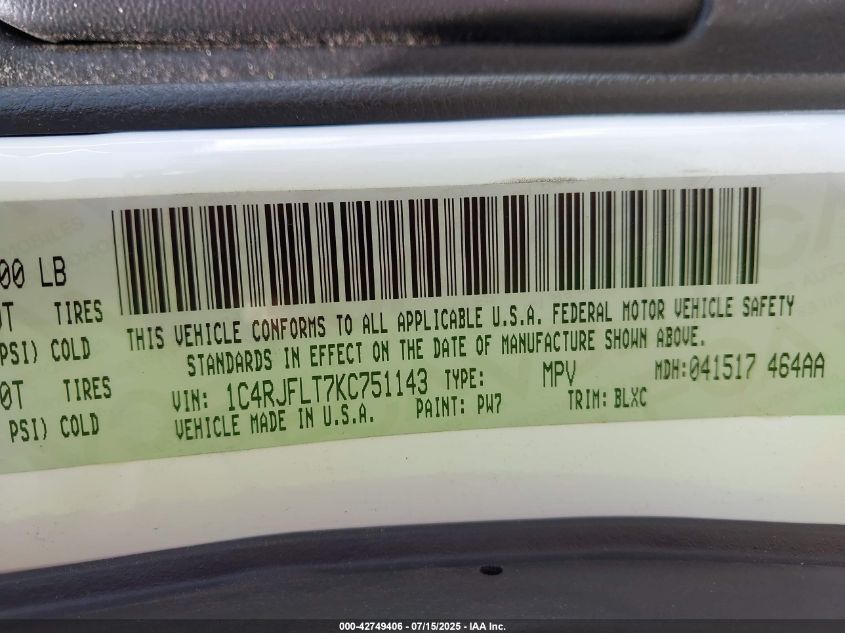 00 LB
0T TIRES
PSI) COLD
0T TIRES
PSI) COLD
THIS VEHICLE CONFORMS TO ALL APPLICABLE U.S.A. FEDERAL MOTOR VEHICLE SAFETY
STANDARDS IN EFFECT ON THE DATE OF MANUFACTURE SHOWN ABOVE.
VIN: 1C4RJFLT7KC751143 TYPE: MPV MDH:041517 464AA
VEHICLE MADE IN U.S.A. PAINT: PW7 TRIM: BLXC
000-42749406 - 07/15/2025 - IAA Inc.